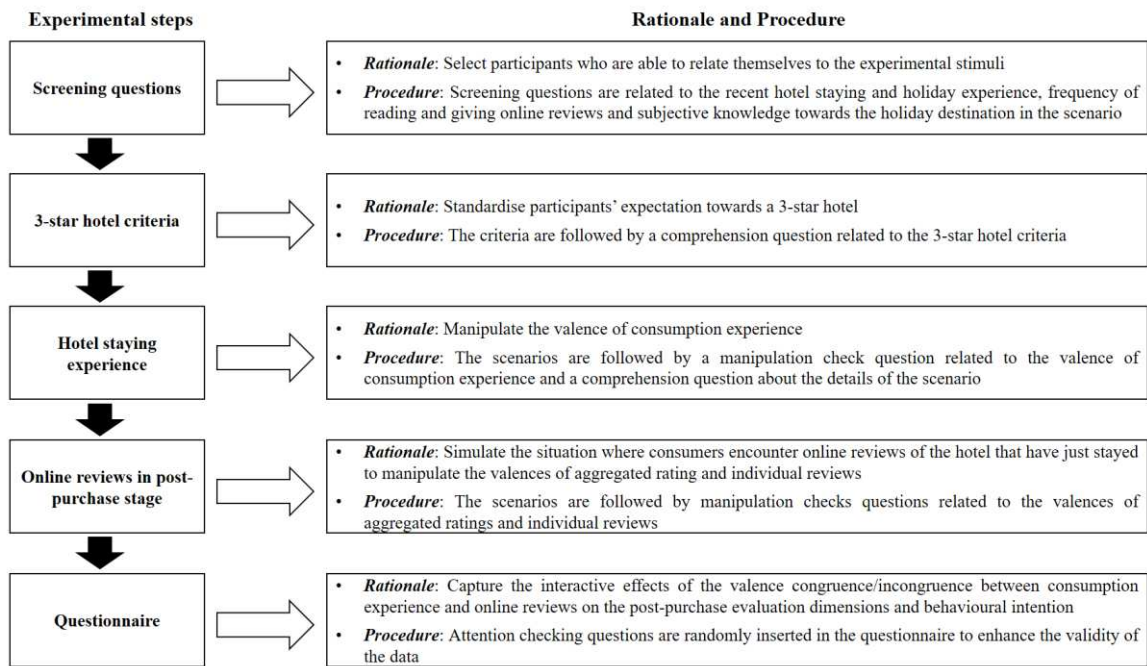 Experimental steps
Rationale and Procedure
Screening questions
• Rationale: Select participants who are able to relate themselves to the experimental stimuli
• Procedure: Screening questions are related to the recent hotel staying and holiday experience, frequency of
reading and giving online reviews and subjective knowledge towards the holiday destination in the scenario
3-star hotel criteria
• Rationale: Standardise participants’ expectation towards a 3-star hotel
• Procedure: The criteria are followed by a comprehension question related to the 3-star hotel criteria
Hotel staying
experience
• Rationale: Manipulate the valence of consumption experience
• Procedure: The scenarios are followed by a manipulation check question related to the valence of
consumption experience and a comprehension question about the details of the scenario
Online reviews in post-
purchase stage
• Rationale: Simulate the situation where consumers encounter online reviews of the hotel that have just stayed
to manipulate the valences of aggregated rating and individual reviews
• Procedure: The scenarios are followed by manipulation checks questions related to the valences of
aggregated ratings and individual reviews
Questionnaire
• Rationale: Capture the interactive effects of the valence congruence/incongruence between consumption
experience and online reviews on the post-purchase evaluation dimensions and behavioural intention
• Procedure: Attention checking questions are randomly inserted in the questionnaire to enhance the validity of
the data